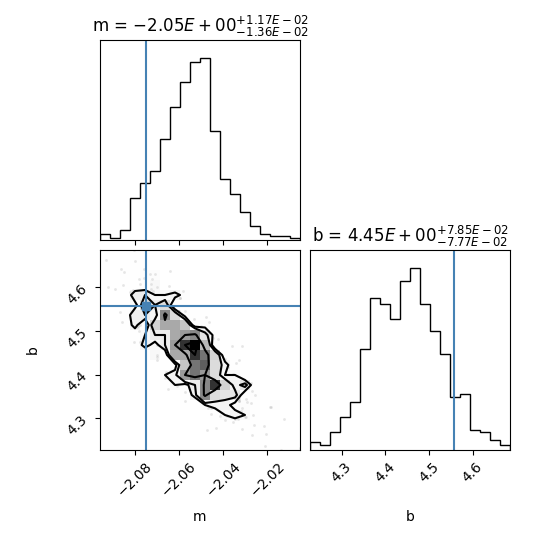 m = −2.05E + 00+1.17E − 02 −1.36E − 02
b = 4.45E + 00+7.85E − 02 −7.77E − 02
4.6
4.5
4.4
4.3
b
−2.08 −2.06 −2.04 −2.02
m
4.3 4.4 4.5 4.6
b